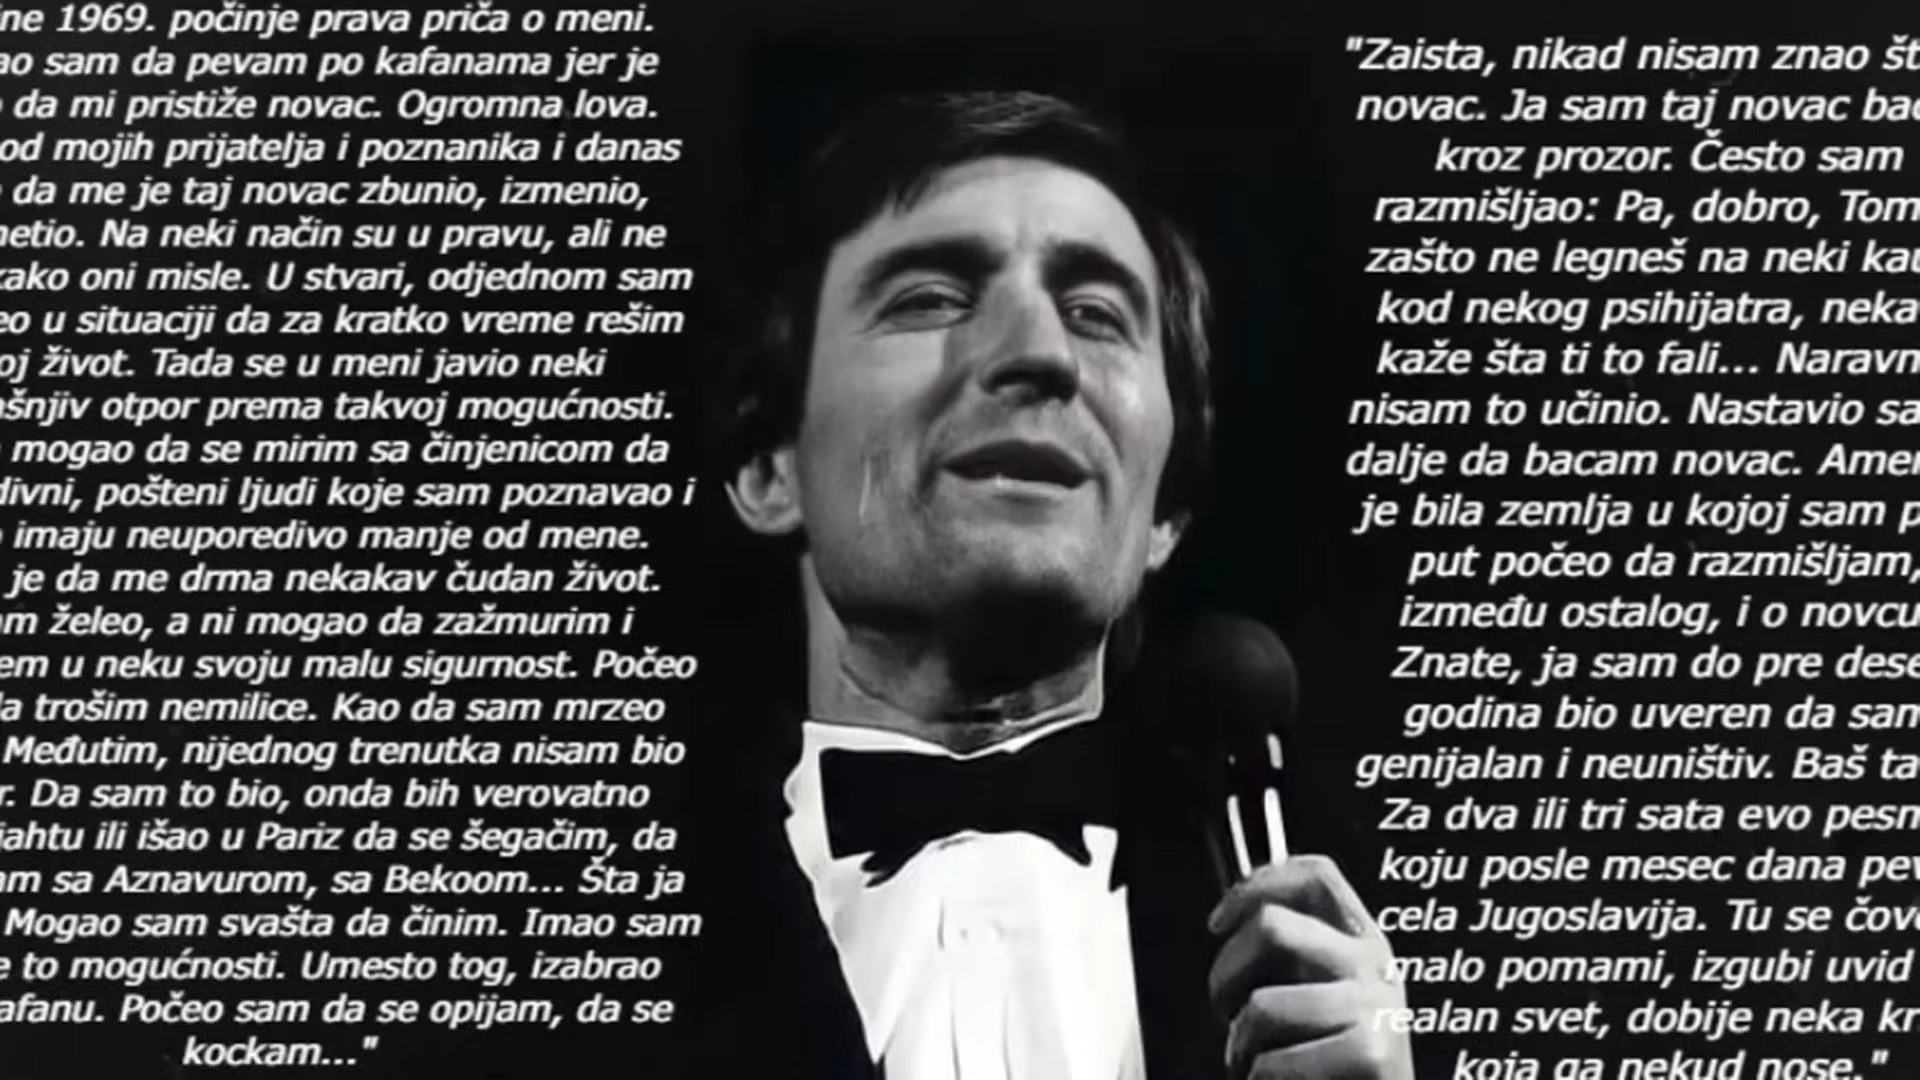 1969. počinje prava priča o meni.
sam da pevam po kafanama jer je
da mi pristiže novac. Ogromna lova.
od mojih prijatelja i poznanika i danas
da me je taj novac zbunio, izmenio,
Na neki način su u pravu, ali ne
kako oni misle. U stvari, odjednom sam
u situaciji da za kratko vreme rešim
život. Tada se u meni javio neki
otpor prema takvoj mogućnosti.
mogao da se mirim sa činjenicom da
divni, pošteni ljudi koje sam poznavao i
imaju neuporedivo manje od mene.
je da me drma nekakav čudan život.
želeo, a ni mogao da zažmurim i
u neku svoju malu sigurnost. Počeo
trošim nemilice. Kao da sam mrzeo
Međutim, nijednog trenutka nisam bio
Da sam to bio, onda bih verovatno
jahtu ili išao u Pariz da se šegačim, da
sa Aznavurom, sa Bekoom... Šta ja
Mogao sam svašta da činim. Imao sam
to mogućnosti. Umesto tog, izabrao
Počeo sam da se opijam, da se
kockam..."
"Zaista, nikad nisam znao
novac. Ja sam taj novac
kroz prozor. Često sam
razmišljao: Pa, dobro,
zašto ne legneš na neki
kod nekog psihijatra, neka
kaže šta ti to fali...
nisam to učinio. Nastavio
dalje da bacam novac.
je bila zemlja u kojoj sam
put počeo da razmišljam,
između ostalog, i o novcu
Znate, ja sam do pre
godina bio uveren da sam
genijalan i neuništiv. Baš
Za dva ili tri sata evo
koju posle mesec dana
cela Jugoslavija. Tu se
malo pomami, izgubi uvid
realan svet, dobije neka
koja ga nekud nose."